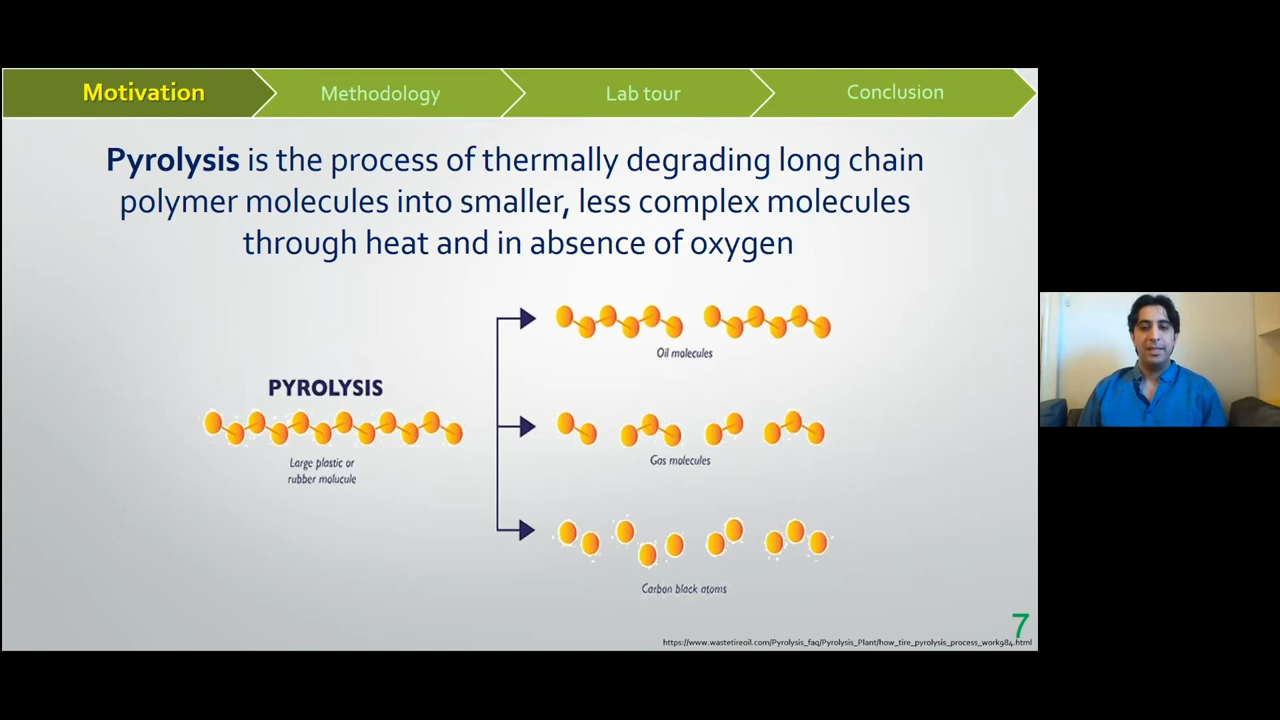 Motivation
Methodology
Lab tour
Conclusion
Pyrolysis is the process of thermally degrading long chain
polymer molecules into smaller, less complex molecules
through heat and in absence of oxygen
Oil molecules
PYROLYSIS
Large plastic or
rubber molucule
Gas molecules
Carbon black atoms
7
https://www.wastetireoil.com/Pyrolysis_faq/Pyrolysis_Plant/how_tire_pyrolysis_process_work984.html